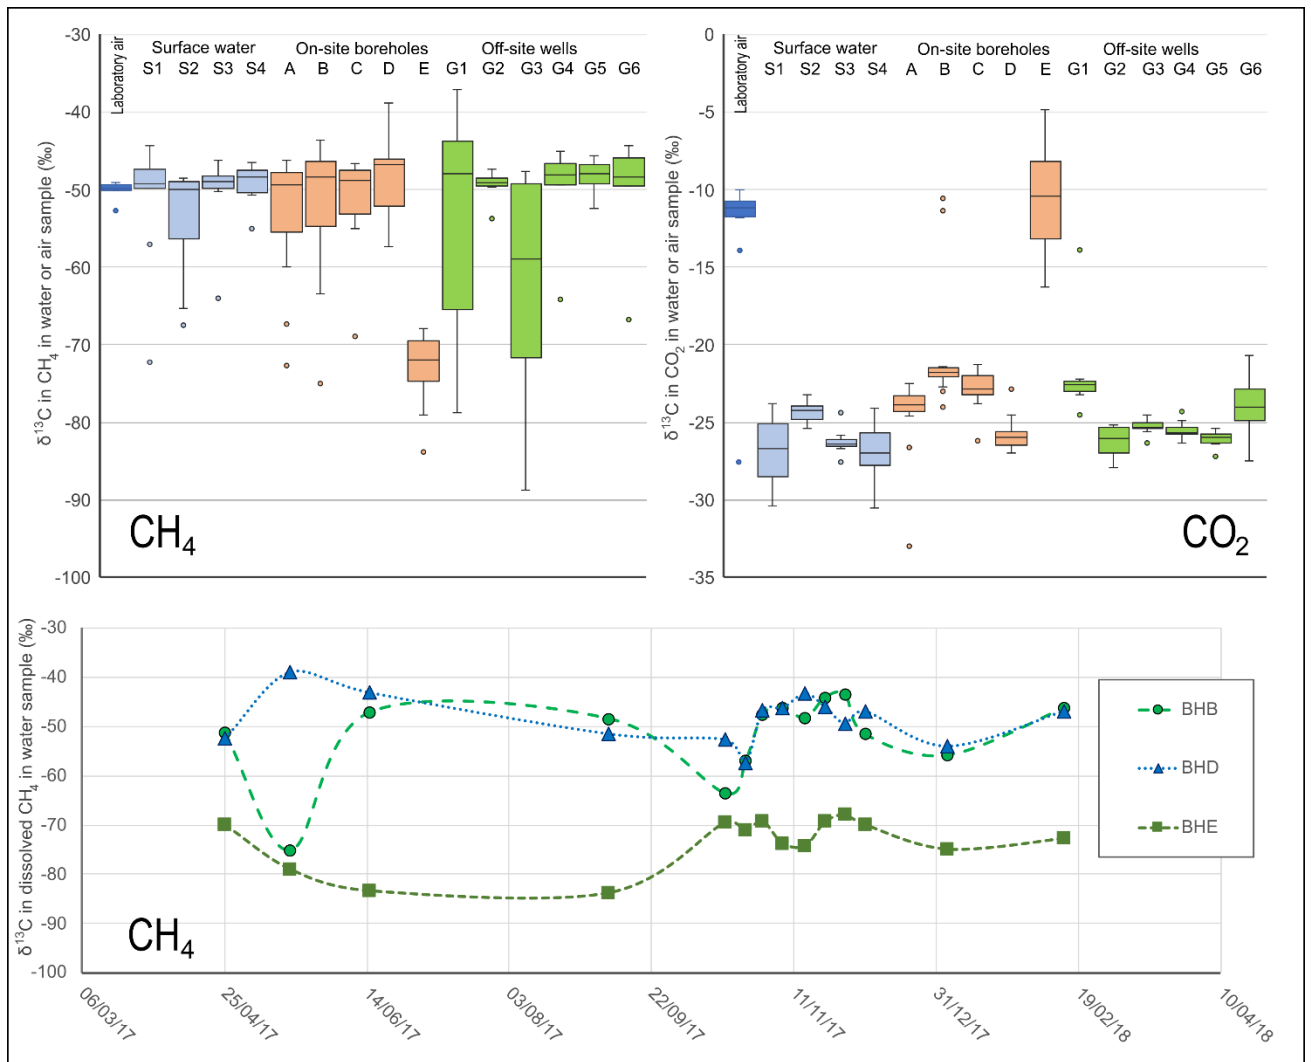 -30
-40
-50
-60
-70
-80
-90
-100
δ¹³C in CH₄ in water or air sample (‰)
Laboratory air
Surface water
On-site boreholes
Off-site wells
S1 S2 S3 S4 A B C D E G1 G2 G3 G4 G5 G6
CH₄
0
-5
-10
-15
-20
-25
-30
-35
δ¹³C in CO₂ in water or air sample (‰)
Laboratory air
Surface water
On-site boreholes
Off-site wells
S1 S2 S3 S4 A B C D E G1 G2 G3 G4 G5 G6
CO₂
-30
-40
-50
-60
-70
-80
-90
-100
δ¹³C in dissolved CH₄ in water sample (‰)
CH₄
BHB
BHD
BHE
06/03/17
25/04/17
14/06/17
03/08/17
22/09/17
11/11/17
31/12/17
19/02/18
10/04/18